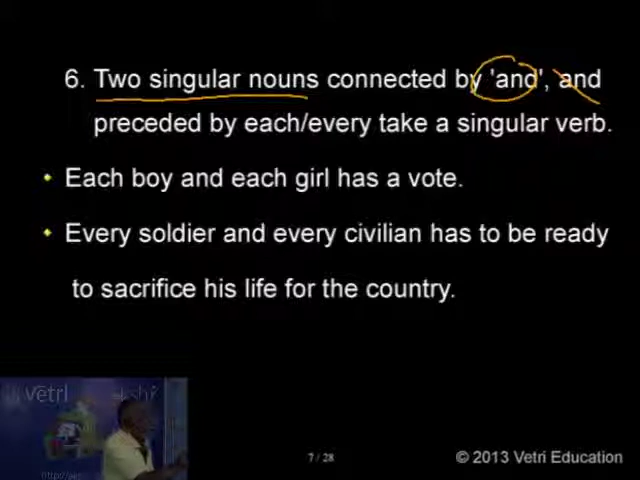 6. Two singular nouns connected by 'and', and
preceded by each/every take a singular verb.
• Each boy and each girl has a vote.
• Every soldier and every civilian has to be ready
to sacrifice his life for the country.
vetri
http://
7 / 28
© 2013 Vetri Education